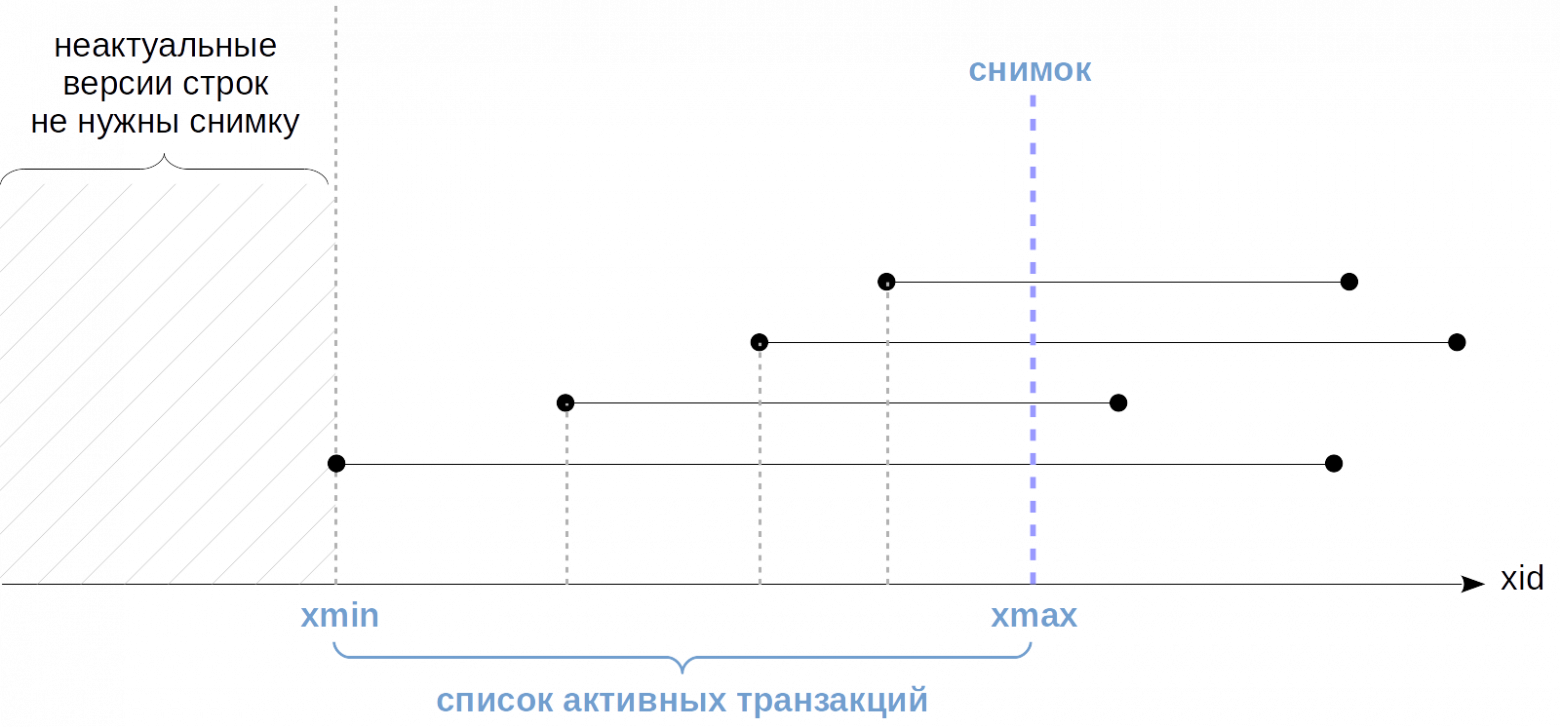 неактуальные
версии строк
не нужны снимку
снимок
xid
xmin
xmax
список активных транзакций